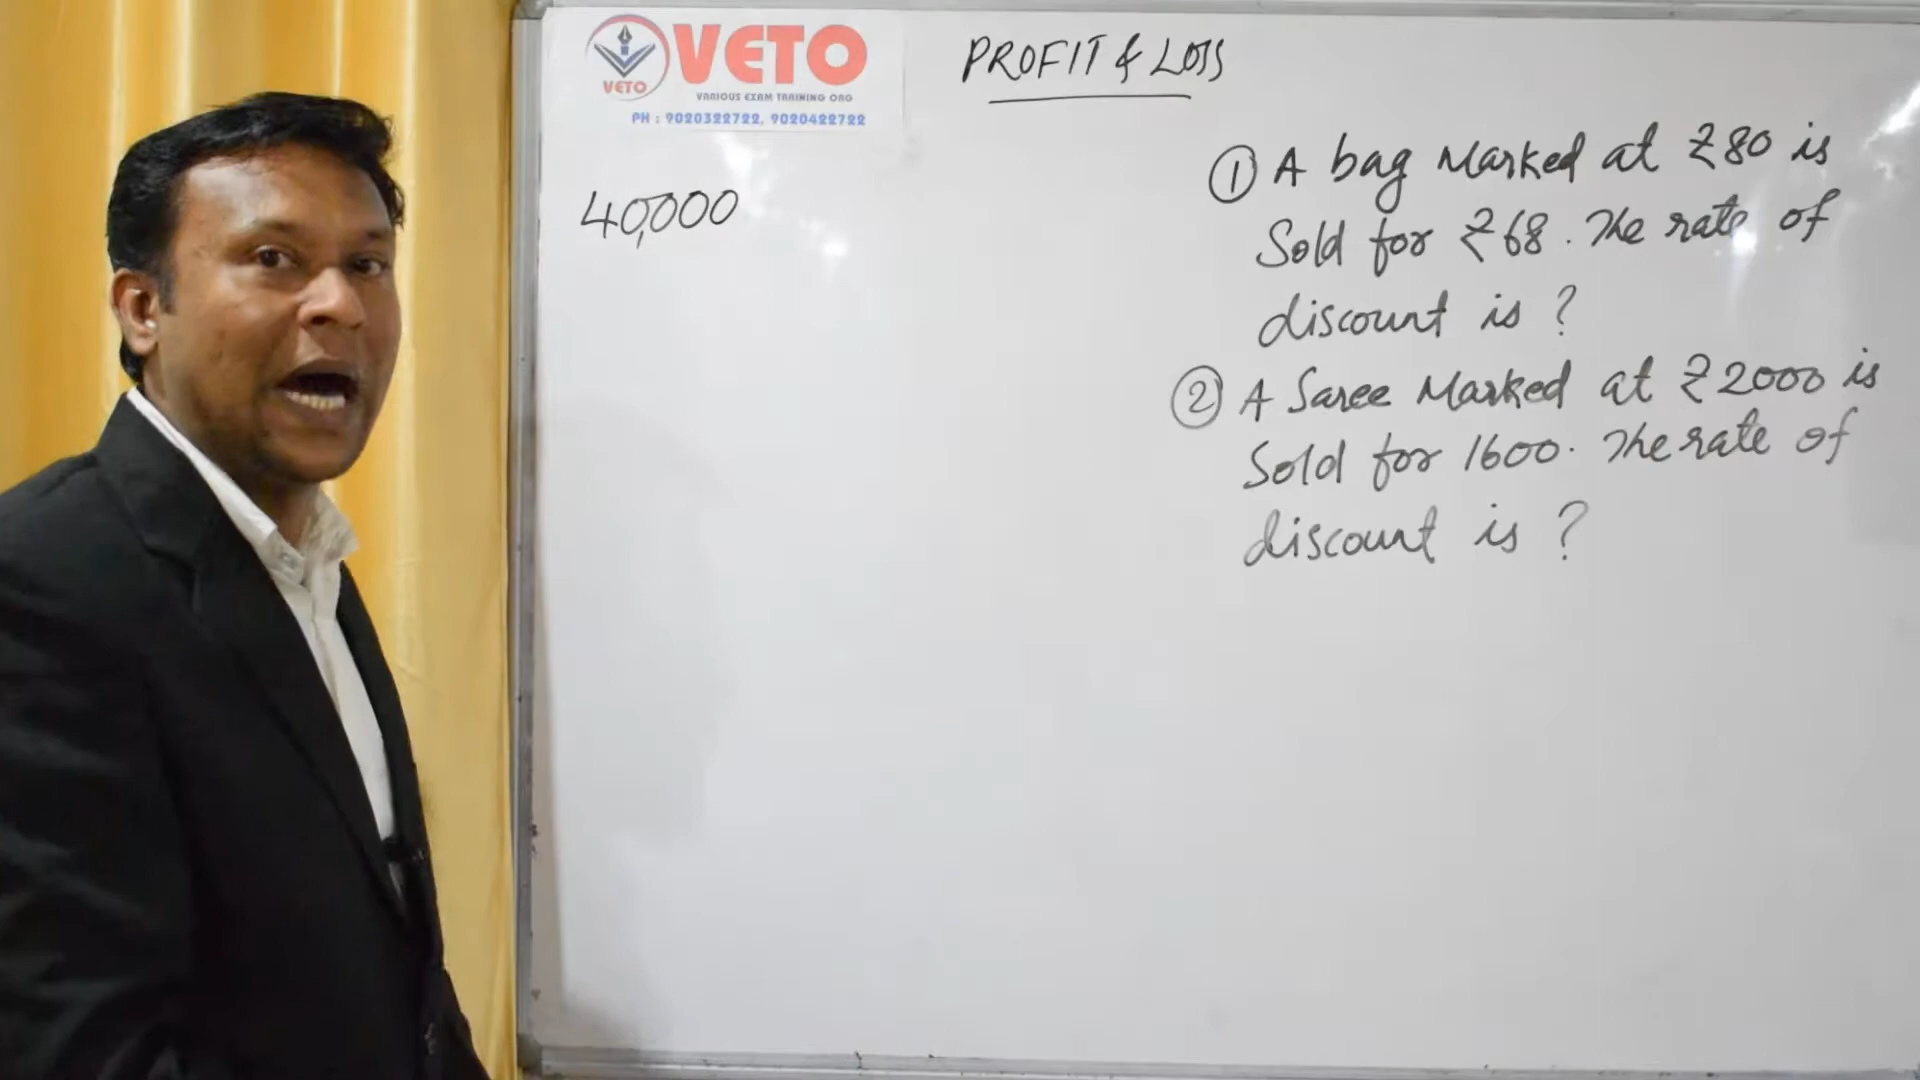 VETO
VETO
VARIOUS EXAM TRAINING ORG
PH : 9020322722, 9020422722
PROFIT & LOSS
40,000
① A bag Marked at ₹80 is
Sold for ₹68. The rate of
discount is ?
② A Saree Marked at ₹2000 is
Sold for 1600. The rate of
discount is ?